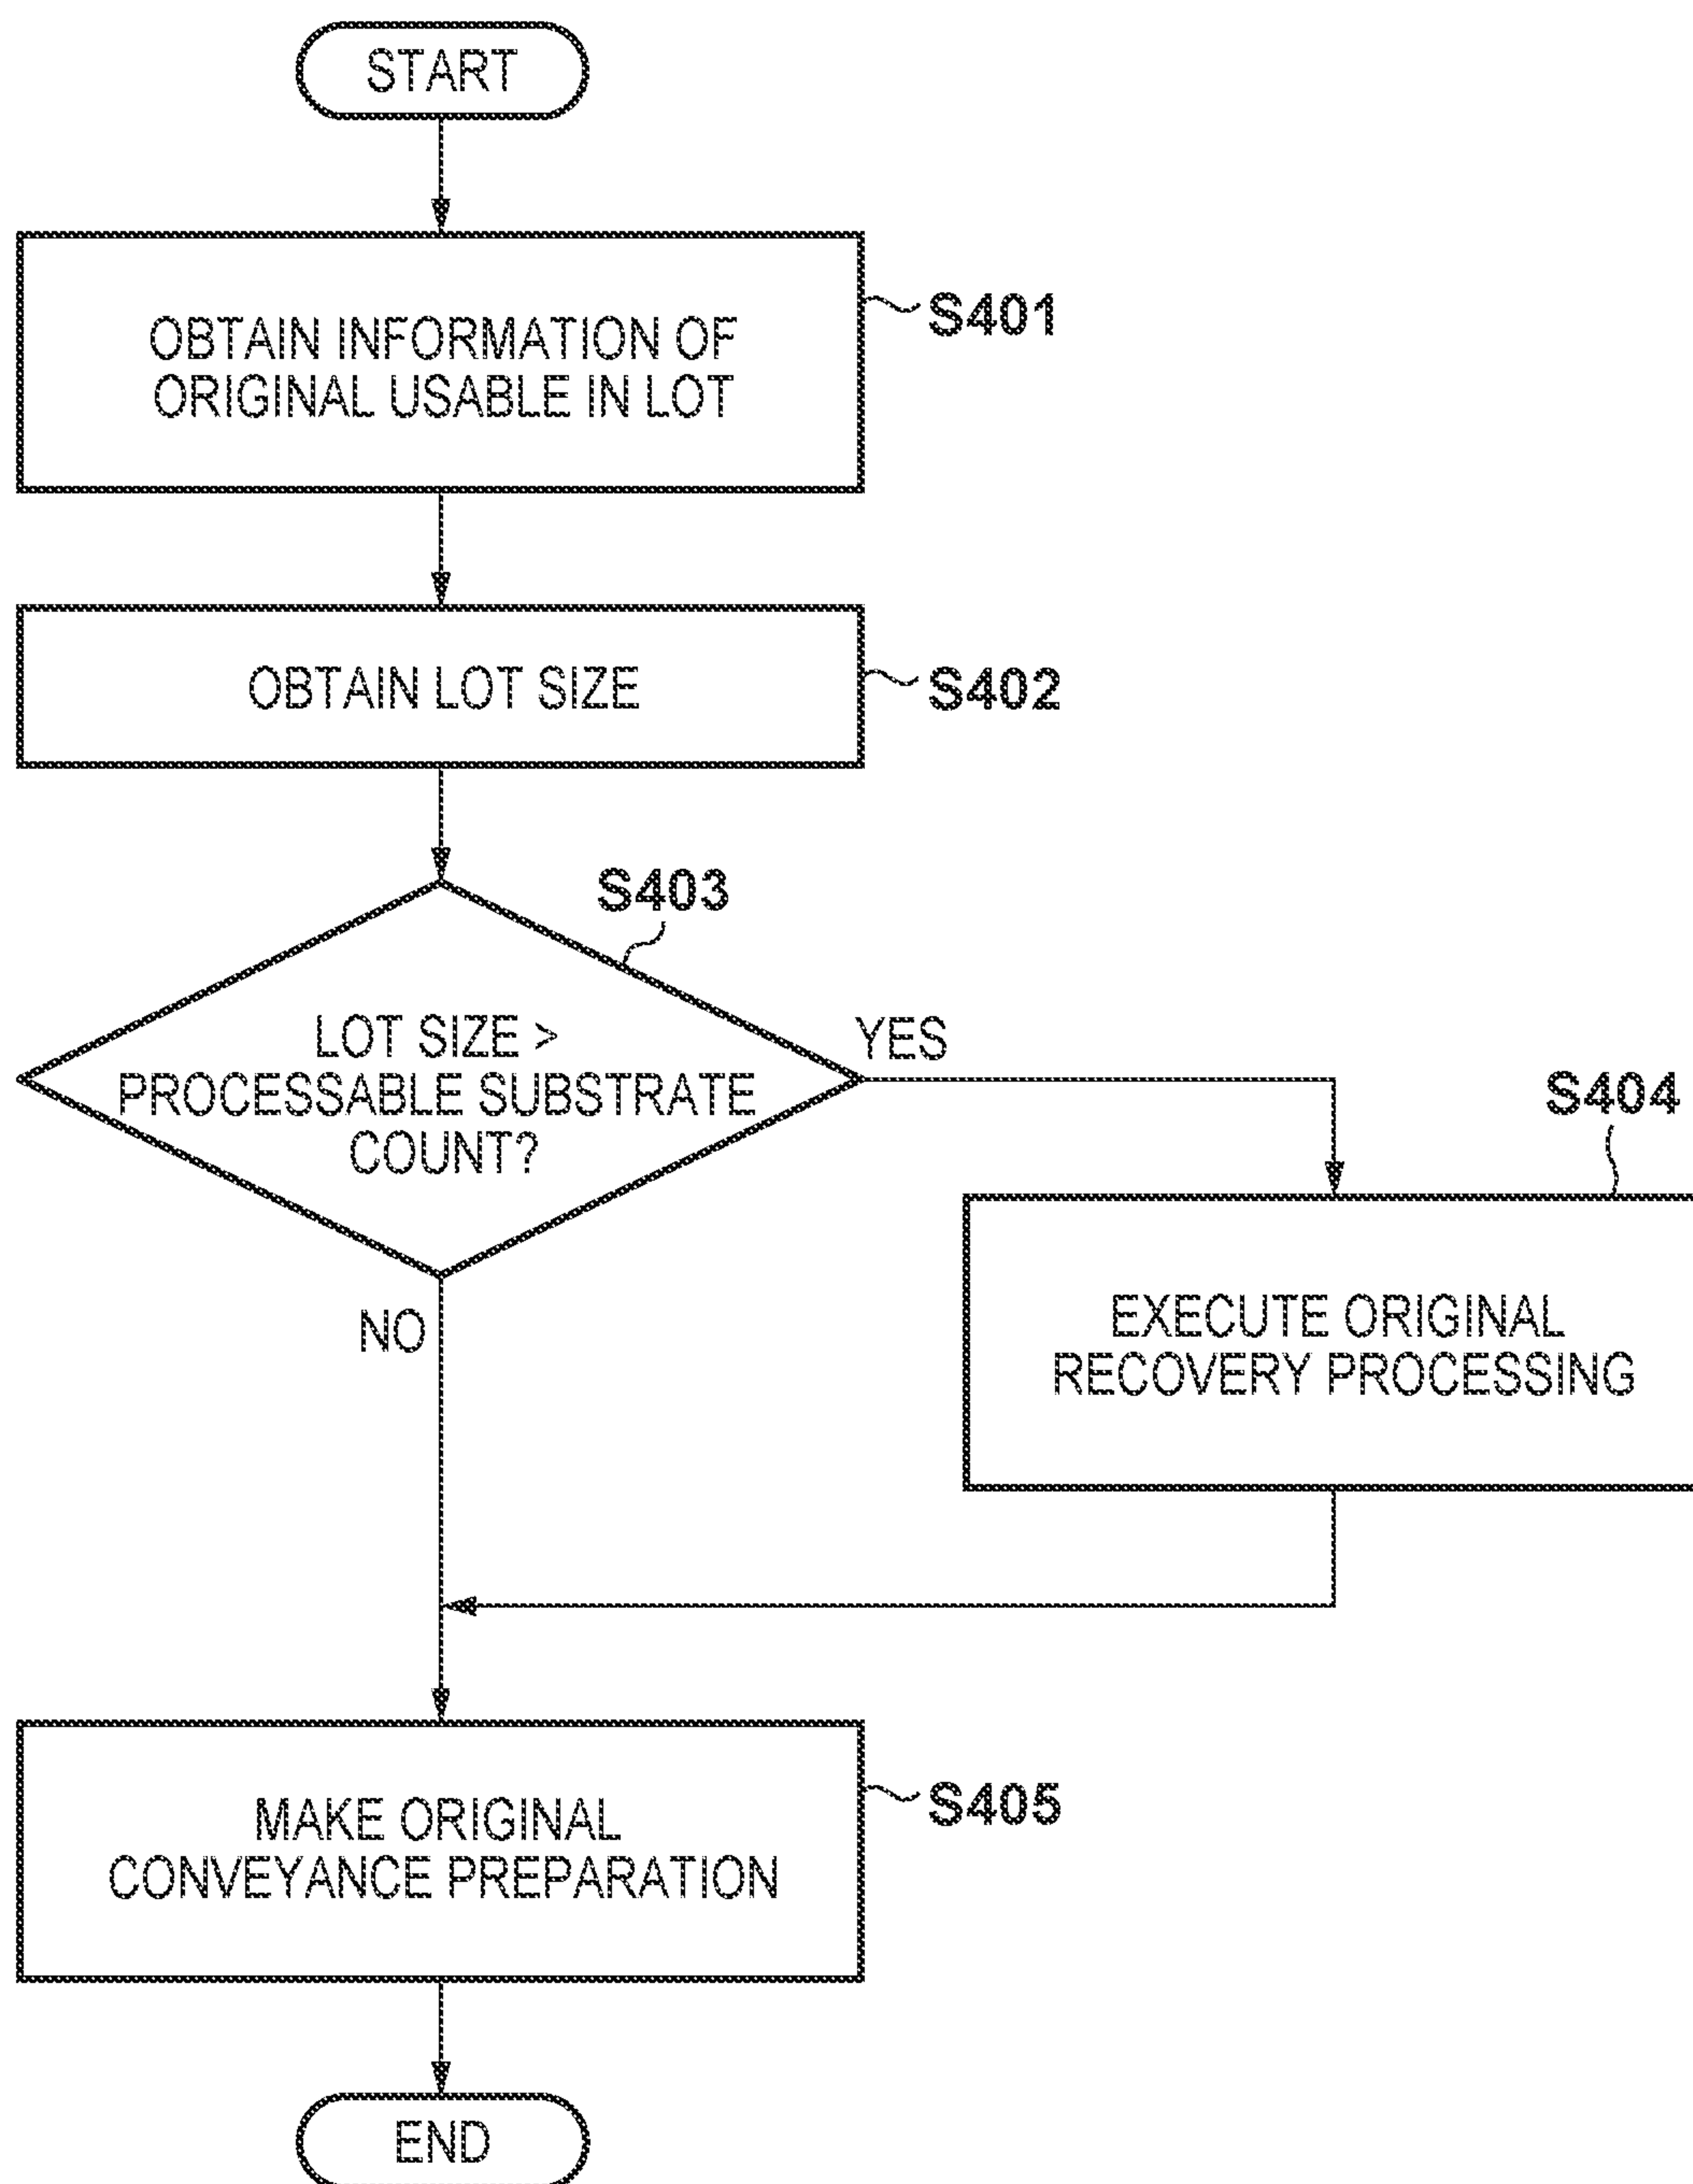 START
OBTAIN INFORMATION OF
ORIGINAL USABLE IN LOT
S401
OBTAIN LOT SIZE
S402
S403
LOT SIZE >
PROCESSABLE SUBSTRATE
COUNT?
YES
NO
S404
EXECUTE ORIGINAL
RECOVERY PROCESSING
MAKE ORIGINAL
CONVEYANCE PREPARATION
S405
END